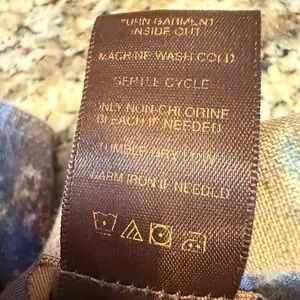 TURN GARMENT
INSIDE OUT
MACHINE WASH COLD
GENTLE CYCLE
ONLY NON-CHLORINE
BLEACH IF NEEDED
TUMBLE DRY LOW
WARM IRON IF NEEDED